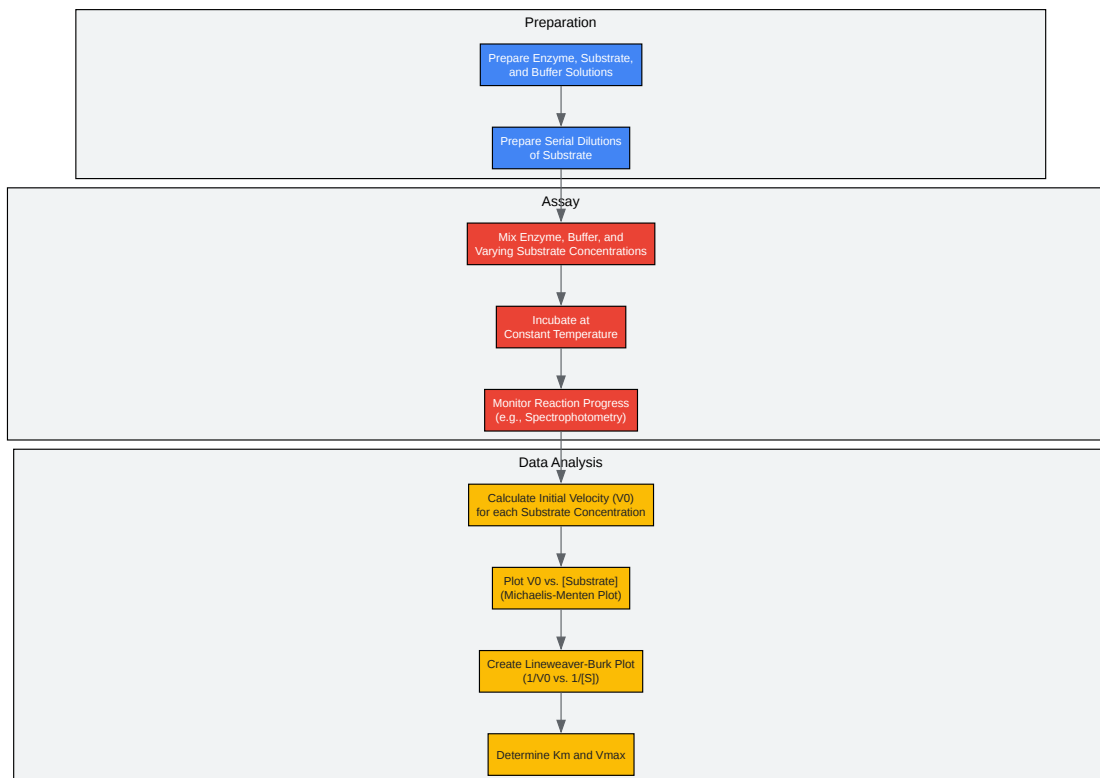 Preparation
Prepare Enzyme, Substrate,
and Buffer Solutions
Prepare Serial Dilutions
of Substrate
Assay
Mix Enzyme, Buffer, and
Varying Substrate Concentrations
Incubate at
Constant Temperature
Monitor Reaction Progress
(e.g., Spectrophotometry)
Data Analysis
Calculate Initial Velocity (V0)
for each Substrate Concentration
Plot V0 vs. [Substrate]
(Michaelis-Menten Plot)
Create Lineweaver-Burk Plot
(1/V0 vs. 1/[S])
Determine Km and Vmax